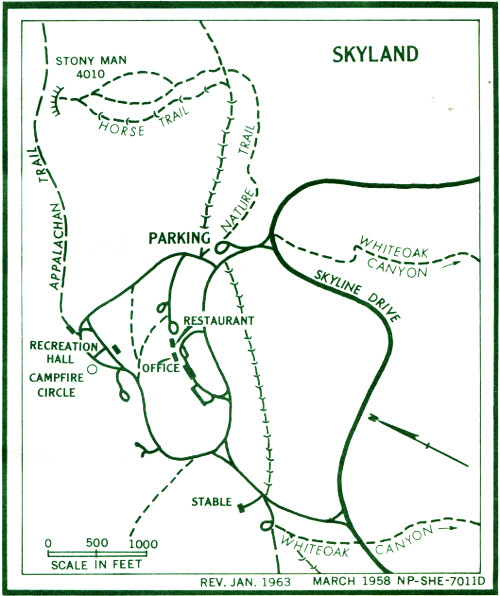 SKYLAND
STONY MAN
4010
HORSE TRAIL
TRAIL
NATURE
APPALACHAN TRAIL
PARKING
WHITEOAK
CANYON
SKYLINE DRIVE
RESTAURANT
RECREATION
HALL
OFFICE
CAMPFIRE
CIRCLE
N
STABLE
WHITEOAK CANYON
0 500 1000
SCALE IN FEET
REV. JAN. 1963 MARCH 1958 NP-SHE-7011D